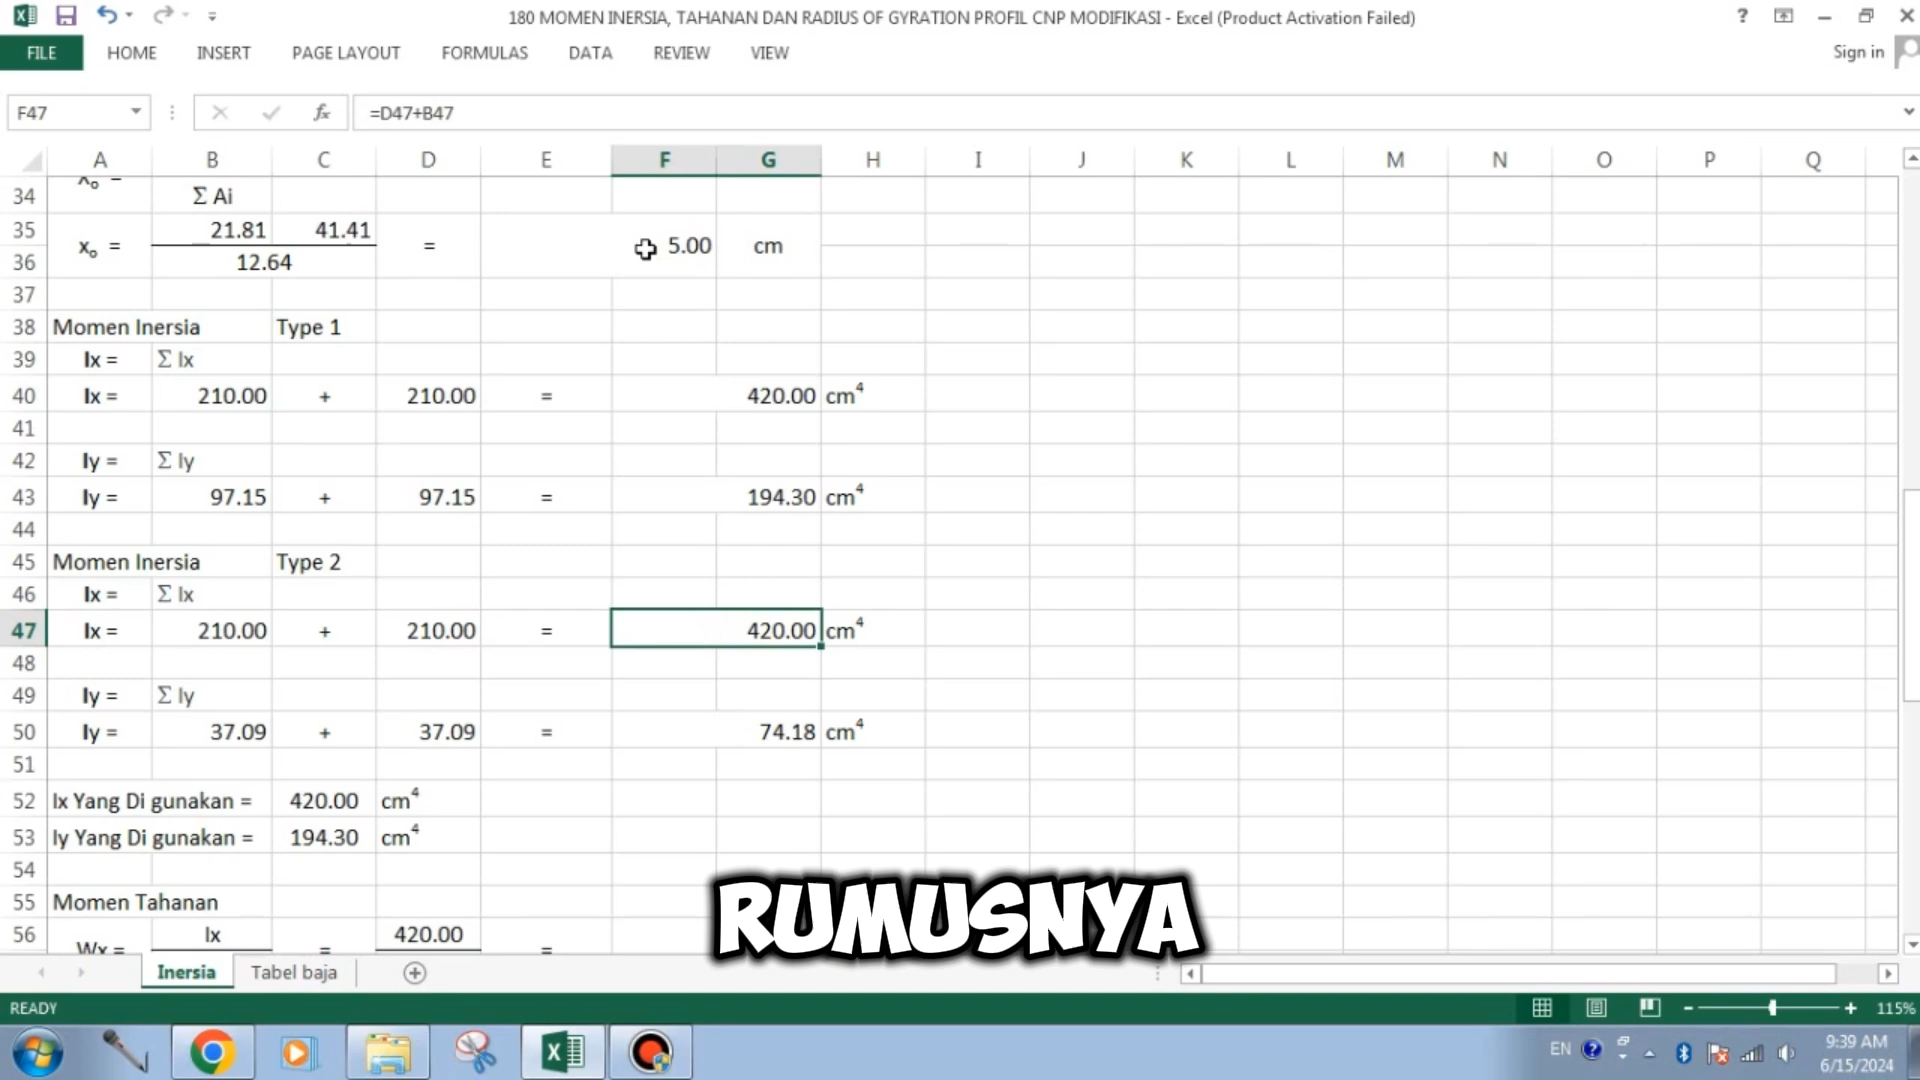 180 MOMEN INERSIA, TAHANAN DAN RADIUS OF GYRATION PROFIL CNP MODIFIKASI - Excel (Product Activation Failed)
FILE HOME INSERT PAGE LAYOUT FORMULAS DATA REVIEW VIEW Sign in
F47 fx =D47+B47
A B C D E F G H I J K L M N O P Q
34 xₒ = Σ Ai
35 21.81 41.41
xₒ = = 5.00 cm
36 12.64
37
38 Momen Inersia Type 1
39 Ix = Σ Ix
40 Ix = 210.00 + 210.00 = 420.00 cm⁴
41
42 Iy = Σ Iy
43 Iy = 97.15 + 97.15 = 194.30 cm⁴
44
45 Momen Inersia Type 2
46 Ix = Σ Ix
47 Ix = 210.00 + 210.00 = 420.00 cm⁴
48
49 Iy = Σ Iy
50 Iy = 37.09 + 37.09 = 74.18 cm⁴
51
52 Ix Yang Di gunakan = 420.00 cm⁴
53 Iy Yang Di gunakan = 194.30 cm⁴
54
55 Momen Tahanan
56 Ix 420.00
Wx = = =
RUMUSNYA
Inersia Tabel baja
READY 115%
EN 9:39 AM
6/15/2024